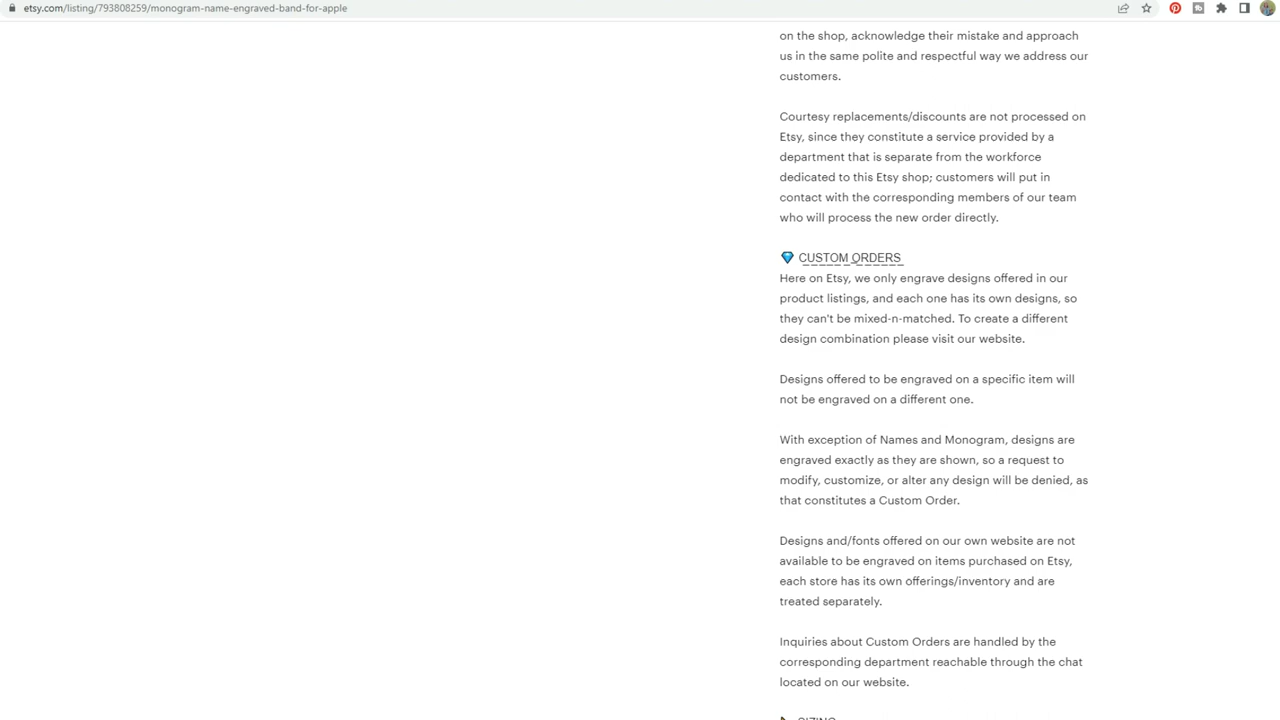 etsy.com/listing/793808259/monogram-name-engraved-band-for-apple
on the shop, acknowledge their mistake and approach
us in the same polite and respectful way we address our
customers.
Courtesy replacements/discounts are not processed on
Etsy, since they constitute a service provided by a
department that is separate from the workforce
dedicated to this Etsy shop; customers will put in
contact with the corresponding members of our team
who will process the new order directly.
💎 CUSTOM ORDERS
Here on Etsy, we only engrave designs offered in our
product listings, and each one has its own designs, so
they can't be mixed-n-matched. To create a different
design combination please visit our website.
Designs offered to be engraved on a specific item will
not be engraved on a different one.
With exception of Names and Monogram, designs are
engraved exactly as they are shown, so a request to
modify, customize, or alter any design will be denied, as
that constitutes a Custom Order.
Designs and/fonts offered on our own website are not
available to be engraved on items purchased on Etsy,
each store has its own offerings/inventory and are
treated separately.
Inquiries about Custom Orders are handled by the
corresponding department reachable through the chat
located on our website.
SIZING